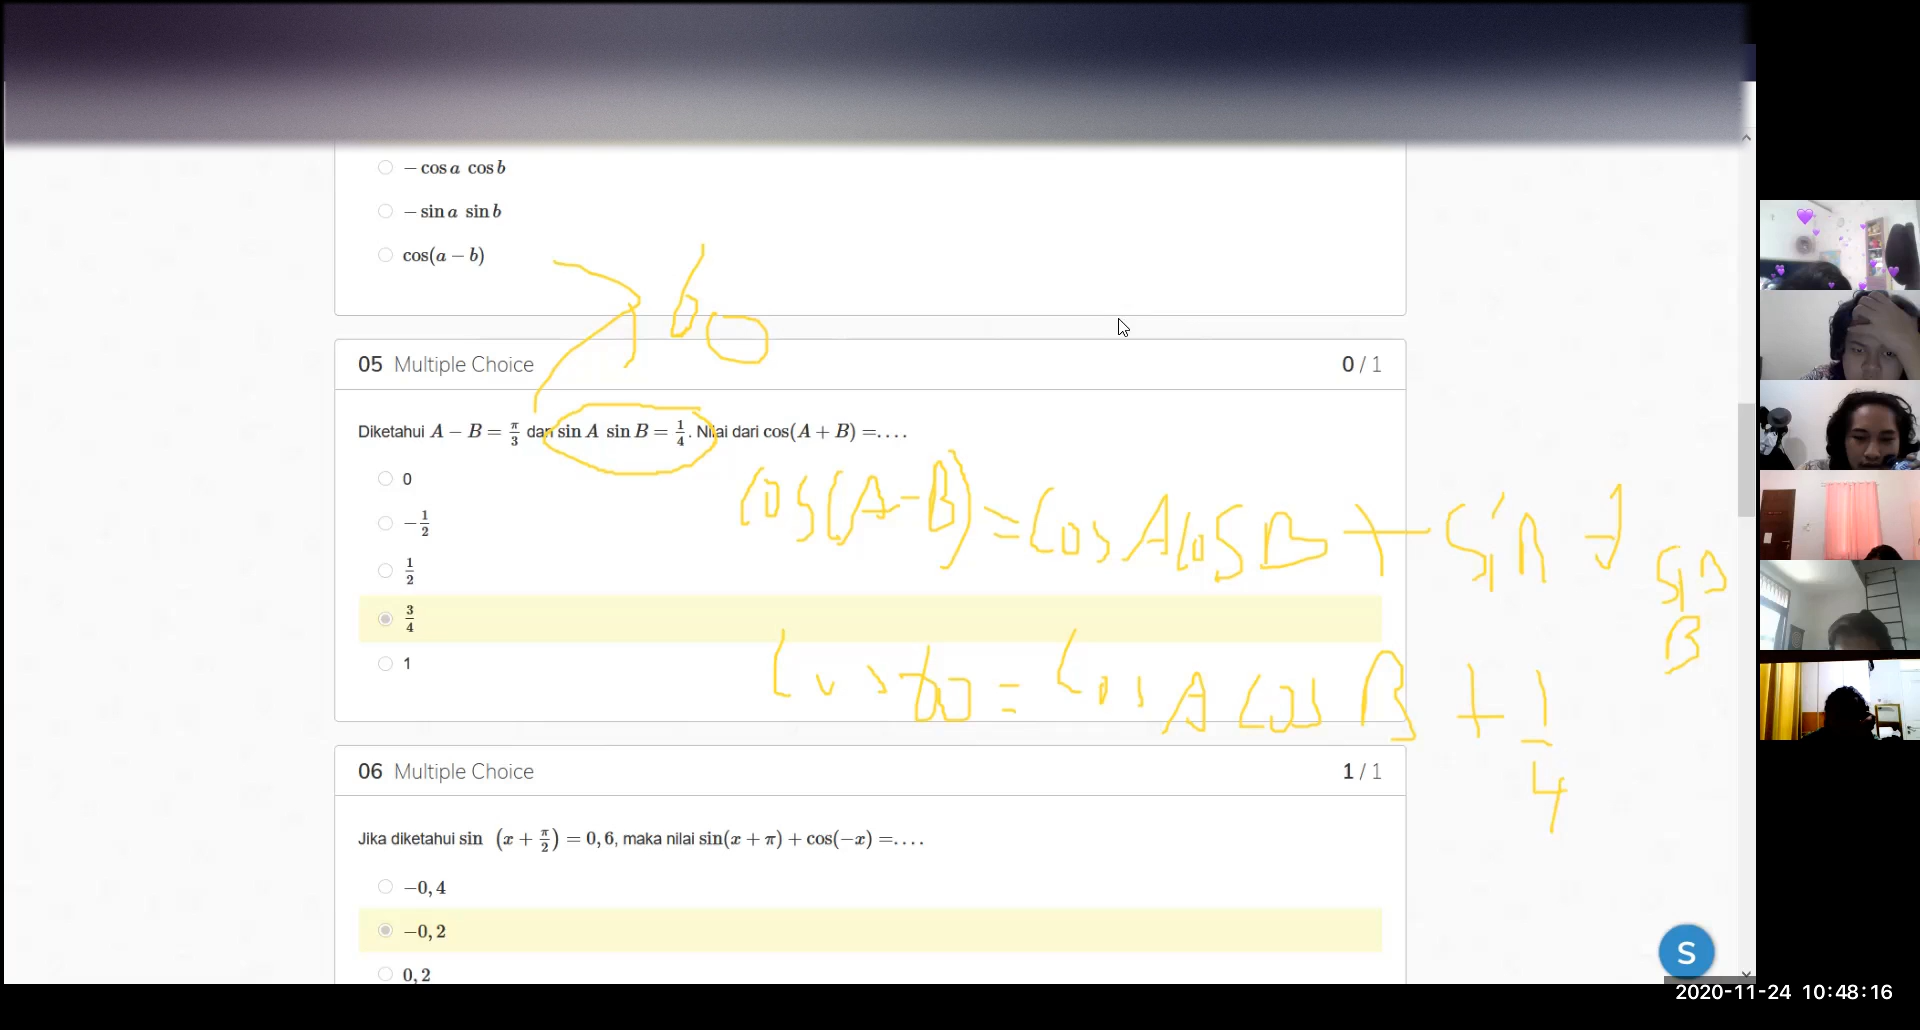 − cos a cos b
− sin a sin b
cos(a − b)
60
05 Multiple Choice 0 / 1
Diketahui A − B = π/3 dan sin A sin B = 1/4. Nilai dari cos(A + B) =....
0
−1/2
1/2
3/4
1
cos(A-B) = cos A cos B + sin
sin B
cos 60 = cos A cos B + 1/4
06 Multiple Choice 1 / 1
Jika diketahui sin (x + π/2) = 0, 6, maka nilai sin(x + π) + cos(−x) =....
−0, 4
−0, 2
0, 2
S
2020-11-24 10:48:16